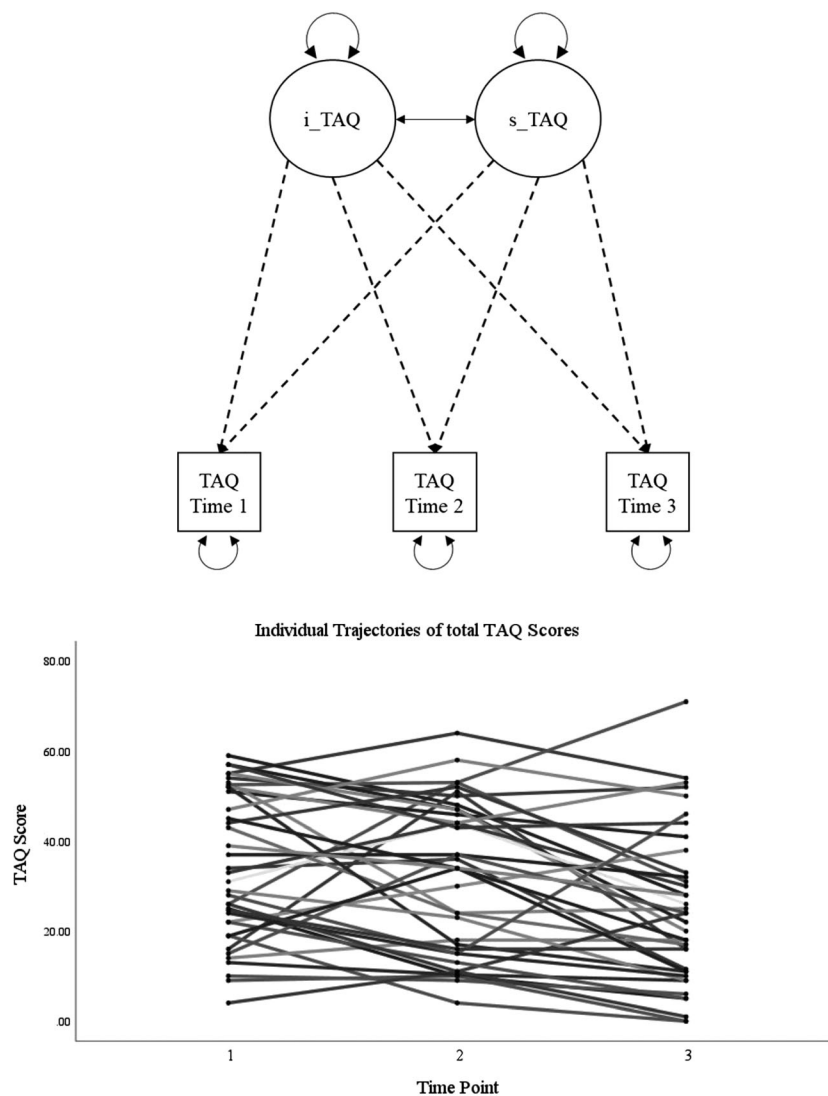 i_TAQ
s_TAQ
TAQ
Time 1
TAQ
Time 2
TAQ
Time 3
Individual Trajectories of total TAQ Scores
80.00
60.00
40.00
20.00
.00
TAQ Score
1
2
3
Time Point